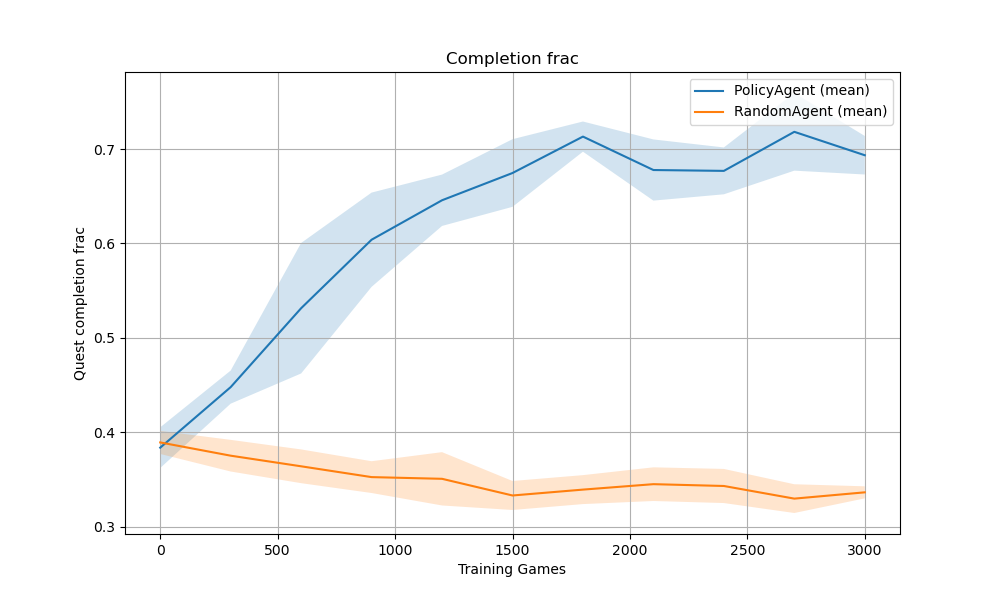 Completion frac
PolicyAgent (mean)
RandomAgent (mean)
Quest completion frac
0.7
0.6
0.5
0.4
0.3
0 500 1000 1500 2000 2500 3000
Training Games